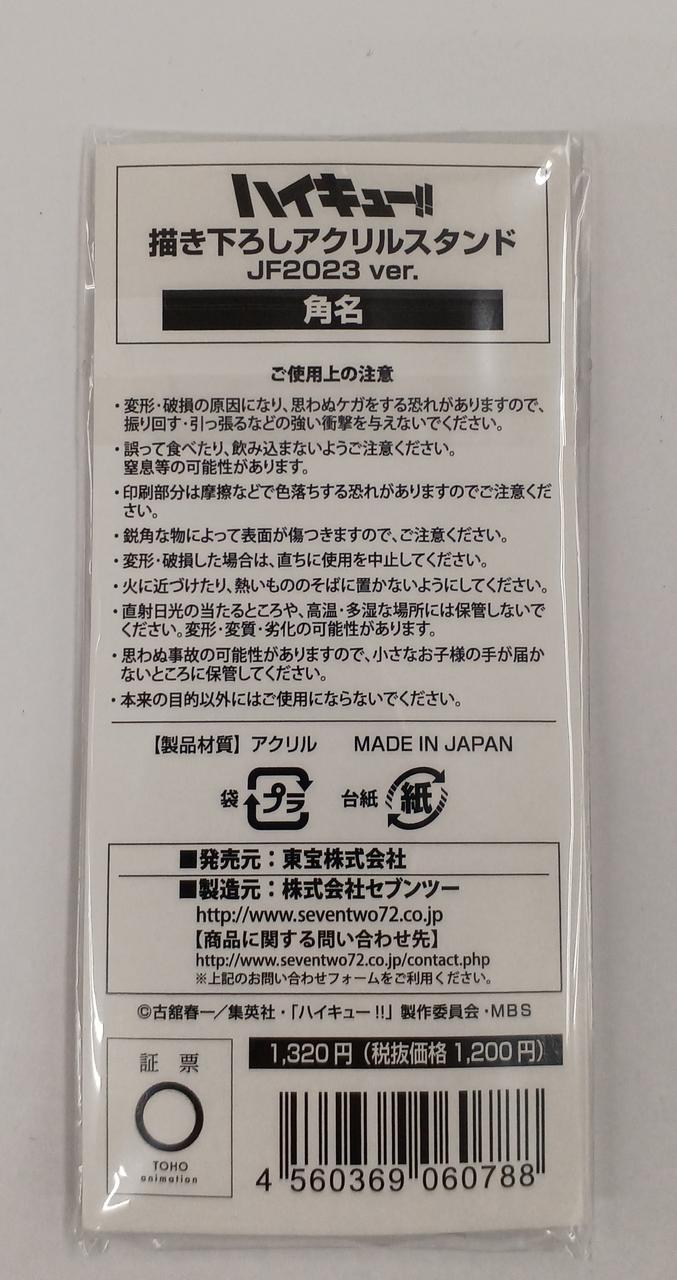 ハイキュー!!
描き下ろしアクリルスタンド
JF2023 ver.
角名
ご使用上の注意
・変形・破損の原因になり、思わぬケガをする恐れがありますので、
振り回す・引っ張るなどの強い衝撃を与えないでください。
・誤って食べたり、飲み込まないようご注意ください。
窒息等の可能性があります。
・印刷部分は摩擦などで色落ちする恐れがありますのでご注意くだ
さい。
・鋭角な物によって表面が傷つきますので、ご注意ください。
・変形・破損した場合は、直ちに使用を中止してください。
・火に近づけたり、熱いもののそばに置かないようにしてください。
・直射日光の当たるところや、高温・多湿な場所には保管しないで
ください。変形・変質・劣化の可能性があります。
・思わぬ事故の可能性がありますので、小さなお子様の手が届か
ないところに保管してください。
・本来の目的以外にはご使用にならないでください。
【製品材質】アクリル MADE IN JAPAN
袋 プラ 台紙 紙
■発売元：東宝株式会社
■製造元：株式会社セブンツー
http://www.seventwo72.co.jp
【商品に関する問い合わせ先】
http://www.seventwo72.co.jp/contact.php
※上記のお問い合わせフォームをご利用ください。
©古舘春一／集英社・「ハイキュー!!」製作委員会・MBS
1,320円（税抜価格 1,200円）
証票
TOHO
animation
4 560369 060788